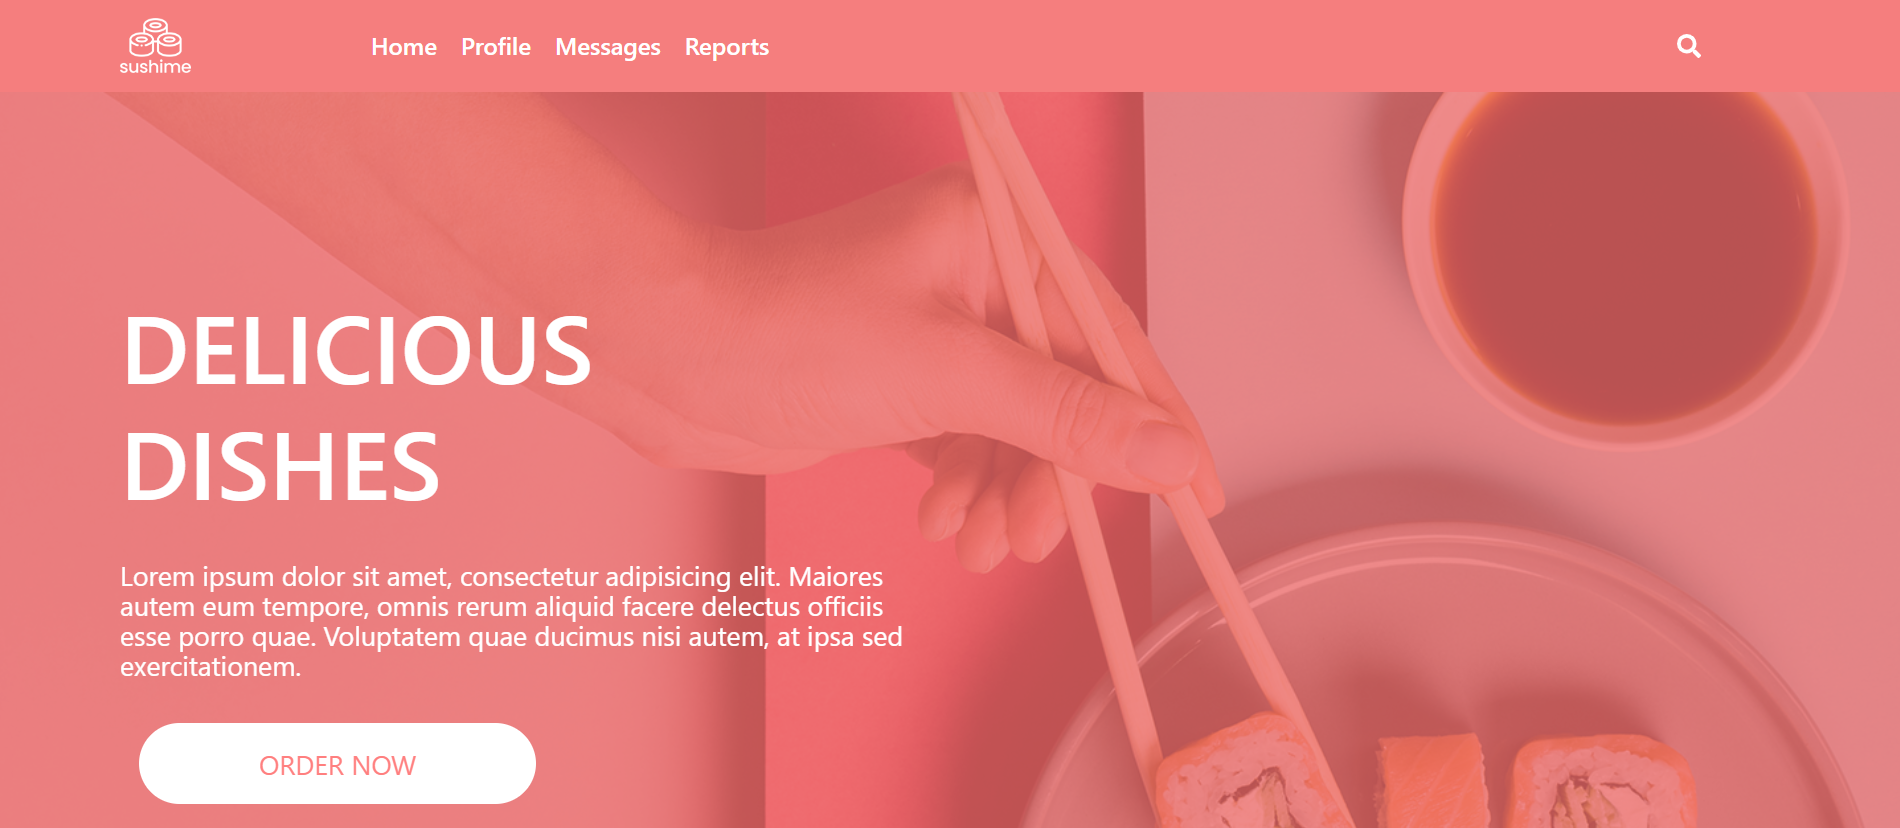 sushime
Home Profile Messages Reports
DELICIOUS
DISHES
Lorem ipsum dolor sit amet, consectetur adipisicing elit. Maiores
autem eum tempore, omnis rerum aliquid facere delectus officiis
esse porro quae. Voluptatem quae ducimus nisi autem, at ipsa sed
exercitationem.
ORDER NOW